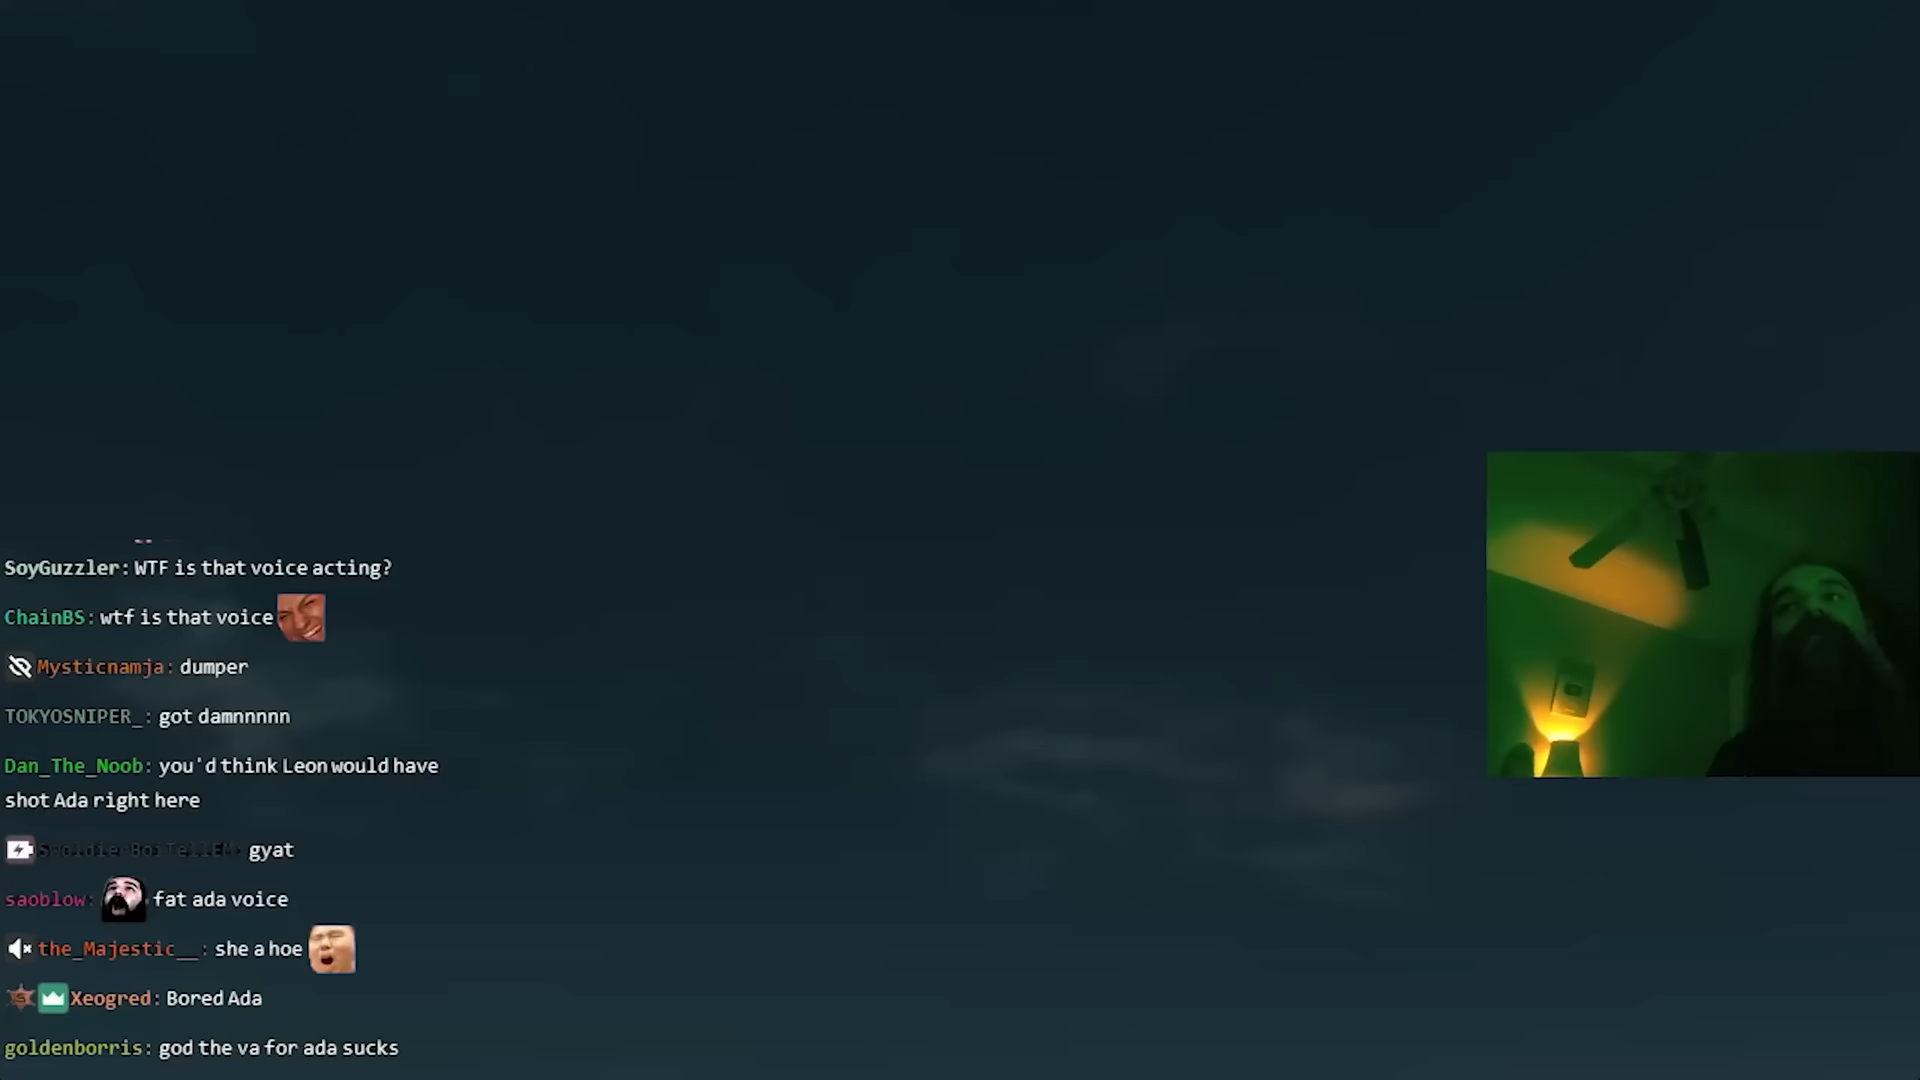 SoyGuzzler: WTF is that voice acting?
ChainBS: wtf is that voice
Mysticnamja: dumper
TOKYOSNIPER_: got damnnnnn
Dan_The_Noob: you'd think Leon would have
shot Ada right here
gyat
saoblow: fat ada voice
the_Majestic__: she a hoe
Xeogred: Bored Ada
goldenborris: god the va for ada sucks